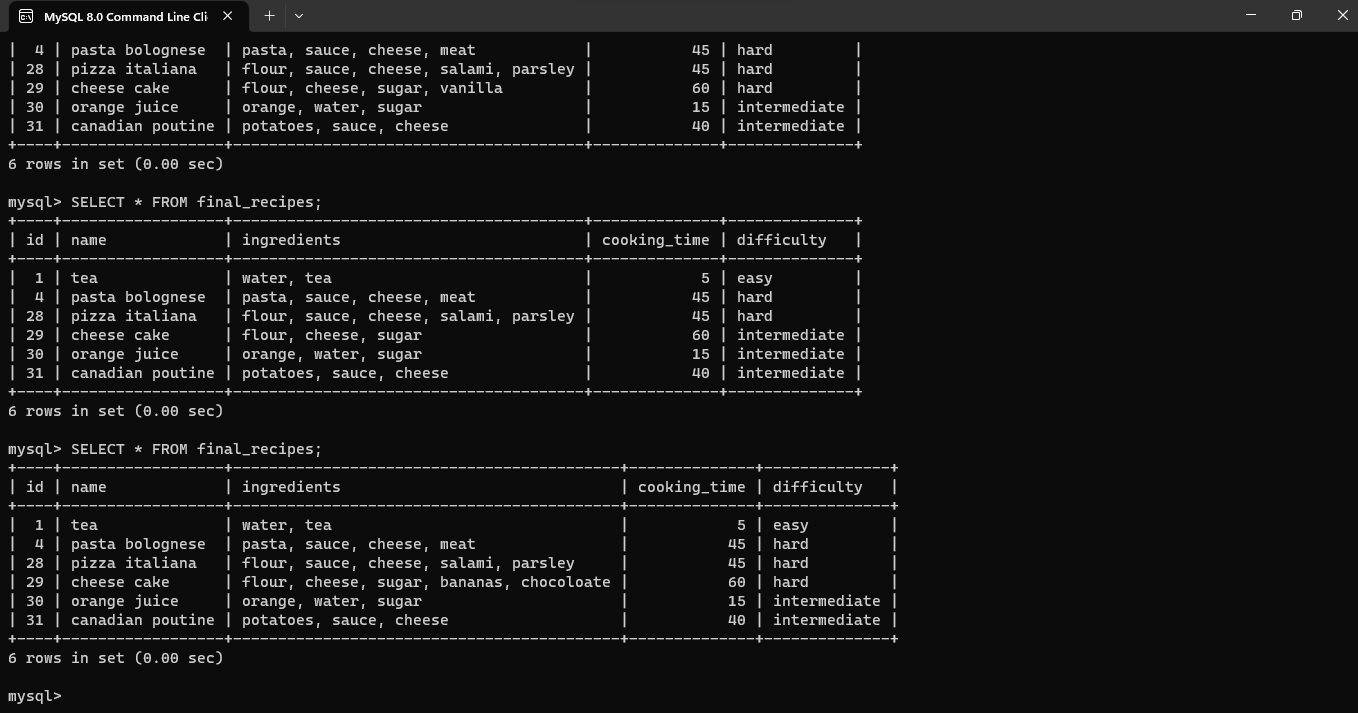 MySQL 8.0 Command Line Cli
|  4 | pasta bolognese  | pasta, sauce, cheese, meat            |           45 | hard         |
| 28 | pizza italiana   | flour, sauce, cheese, salami, parsley |           45 | hard         |
| 29 | cheese cake      | flour, cheese, sugar, vanilla         |           60 | hard         |
| 30 | orange juice     | orange, water, sugar                  |           15 | intermediate |
| 31 | canadian poutine | potatoes, sauce, cheese               |           40 | intermediate |
+----+------------------+---------------------------------------+--------------+--------------+
6 rows in set (0.00 sec)
mysql> SELECT * FROM final_recipes;
+----+------------------+---------------------------------------+--------------+--------------+
| id | name             | ingredients                           | cooking_time | difficulty   |
+----+------------------+---------------------------------------+--------------+--------------+
|  1 | tea              | water, tea                            |            5 | easy         |
|  4 | pasta bolognese  | pasta, sauce, cheese, meat            |           45 | hard         |
| 28 | pizza italiana   | flour, sauce, cheese, salami, parsley |           45 | hard         |
| 29 | cheese cake      | flour, cheese, sugar                  |           60 | intermediate |
| 30 | orange juice     | orange, water, sugar                  |           15 | intermediate |
| 31 | canadian poutine | potatoes, sauce, cheese               |           40 | intermediate |
+----+------------------+---------------------------------------+--------------+--------------+
6 rows in set (0.00 sec)
mysql> SELECT * FROM final_recipes;
+----+------------------+-------------------------------------------+--------------+--------------+
| id | name             | ingredients                               | cooking_time | difficulty   |
+----+------------------+-------------------------------------------+--------------+--------------+
|  1 | tea              | water, tea                                |            5 | easy         |
|  4 | pasta bolognese  | pasta, sauce, cheese, meat                |           45 | hard         |
| 28 | pizza italiana   | flour, sauce, cheese, salami, parsley     |           45 | hard         |
| 29 | cheese cake      | flour, cheese, sugar, bananas, chocoloate |           60 | hard         |
| 30 | orange juice     | orange, water, sugar                      |           15 | intermediate |
| 31 | canadian poutine | potatoes, sauce, cheese                   |           40 | intermediate |
+----+------------------+-------------------------------------------+--------------+--------------+
6 rows in set (0.00 sec)
mysql>